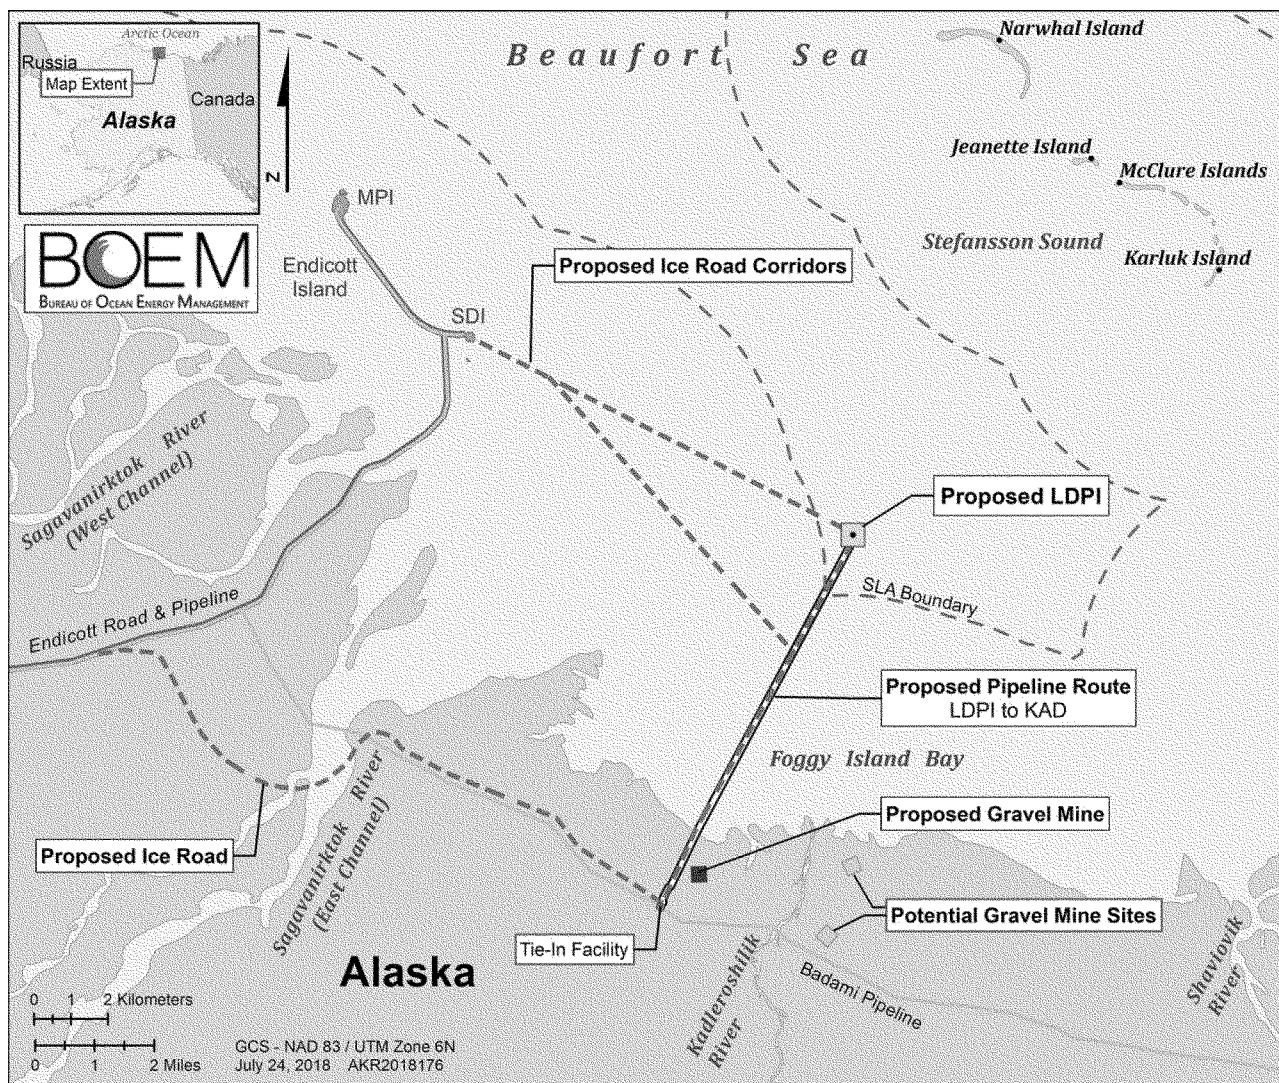 Arctic Ocean
Russia
Map Extent
Canada
Alaska
N
BOEM
BUREAU OF OCEAN ENERGY MANAGEMENT
Beaufort Sea
Narwhal Island
Jeanette Island
McClure Islands
Stefansson Sound
Karluk Island
MPI
Endicott
Island
SDI
Proposed Ice Road Corridors
Sagavanirktok River
(West Channel)
Proposed LDPI
SLA Boundary
Endicott Road & Pipeline
Proposed Pipeline Route
LDPI to KAD
Foggy Island Bay
Proposed Gravel Mine
Proposed Ice Road
Sagavanirktok River
(East Channel)
Potential Gravel Mine Sites
Tie-In Facility
Alaska
Kadleroshilik
River
Badami Pipeline
Shaviovik
River
0 1 2 Kilometers
0 1 2 Miles
GCS - NAD 83 / UTM Zone 6N
July 24, 2018 AKR2018176